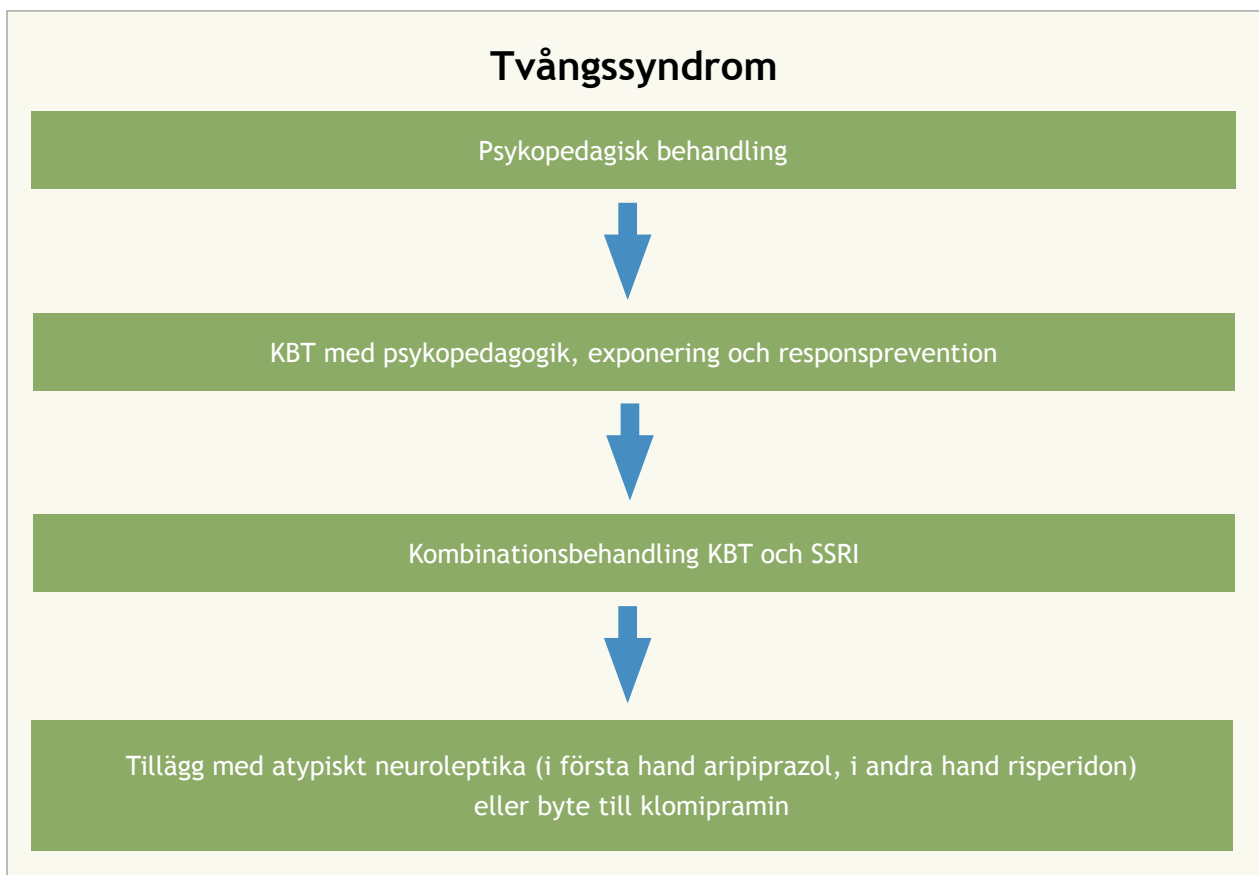 Tvångssyndrom
Psykopedagisk behandling
KBT med psykopedagogik, exponering och responsprevention
Kombinationsbehandling KBT och SSRI
Tillägg med atypiskt neuroleptika (i första hand aripiprazol, i andra hand risperidon)
eller byte till klomipramin